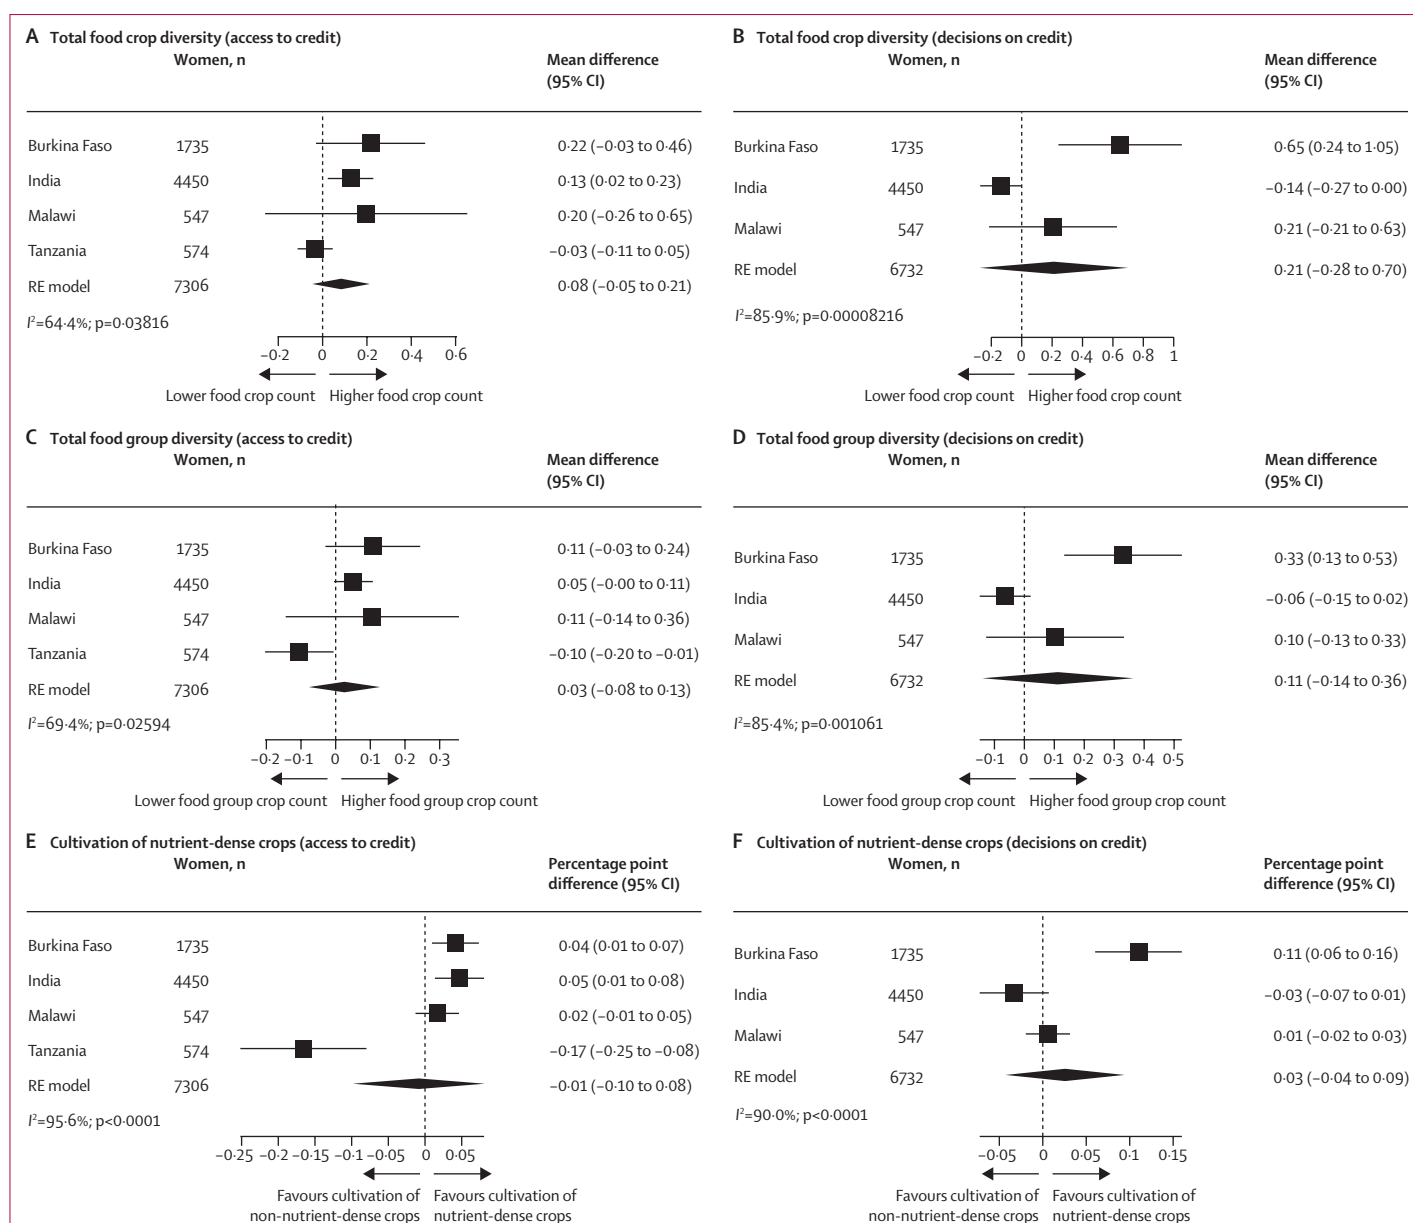 A Total food crop diversity (access to credit)
Women, n Mean difference
(95% CI)
Burkina Faso 1735 0·22 (−0·03 to 0·46)
India 4450 0·13 (0·02 to 0·23)
Malawi 547 0·20 (−0·26 to 0·65)
Tanzania 574 −0·03 (−0·11 to 0·05)
RE model 7306 0·08 (−0·05 to 0·21)
I²=64·4%; p=0·03816
−0·2 0 0·2 0·4 0·6
Lower food crop count Higher food crop count
B Total food crop diversity (decisions on credit)
Women, n Mean difference
(95% CI)
Burkina Faso 1735 0·65 (0·24 to 1·05)
India 4450 −0·14 (−0·27 to 0·00)
Malawi 547 0·21 (−0·21 to 0·63)
RE model 6732 0·21 (−0·28 to 0·70)
I²=85·9%; p=0·00008216
−0·2 0 0·2 0·4 0·6 0·8 1
Lower food crop count Higher food crop count
C Total food group diversity (access to credit)
Women, n Mean difference
(95% CI)
Burkina Faso 1735 0·11 (−0·03 to 0·24)
India 4450 0·05 (−0·00 to 0·11)
Malawi 547 0·11 (−0·14 to 0·36)
Tanzania 574 −0·10 (−0·20 to −0·01)
RE model 7306 0·03 (−0·08 to 0·13)
I²=69·4%; p=0·02594
−0·2 −0·1 0 0·1 0·2 0·3
Lower food group crop count Higher food group crop count
D Total food group diversity (decisions on credit)
Women, n Mean difference
(95% CI)
Burkina Faso 1735 0·33 (0·13 to 0·53)
India 4450 −0·06 (−0·15 to 0·02)
Malawi 547 0·10 (−0·13 to 0·33)
RE model 6732 0·11 (−0·14 to 0·36)
I²=85·4%; p=0·001061
−0·1 0 0·1 0·2 0·3 0·4 0·5
Lower food group crop count Higher food group crop count
E Cultivation of nutrient-dense crops (access to credit)
Women, n Percentage point
difference (95% CI)
Burkina Faso 1735 0·04 (0·01 to 0·07)
India 4450 0·05 (0·01 to 0·08)
Malawi 547 0·02 (−0·01 to 0·05)
Tanzania 574 −0·17 (−0·25 to −0·08)
RE model 7306 −0·01 (−0·10 to 0·08)
I²=95·6%; p<0·0001
−0·25 −0·2 −0·15 −0·1 −0·05 0 0·05
Favours cultivation of Favours cultivation of
non-nutrient-dense crops nutrient-dense crops
F Cultivation of nutrient-dense crops (decisions on credit)
Women, n Percentage point
difference (95% CI)
Burkina Faso 1735 0·11 (0·06 to 0·16)
India 4450 −0·03 (−0·07 to 0·01)
Malawi 547 0·01 (−0·02 to 0·03)
RE model 6732 0·03 (−0·04 to 0·09)
I²=90·0%; p<0·0001
−0·05 0 0·05 0·1 0·15
Favours cultivation of Favours cultivation of
non-nutrient-dense crops nutrient-dense crops